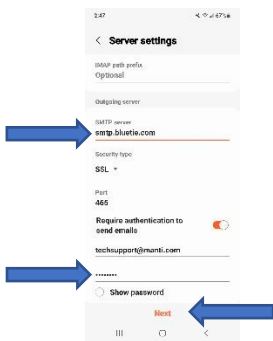 2:47
67%
< Server settings
IMAP path prefix
Optional
Outgoing server
SMTP server
smtp.bluetie.com
Security type
SSL
Port
465
Require authentication to
send emails
techsupport@manti.com
••••••••
Show password
Next